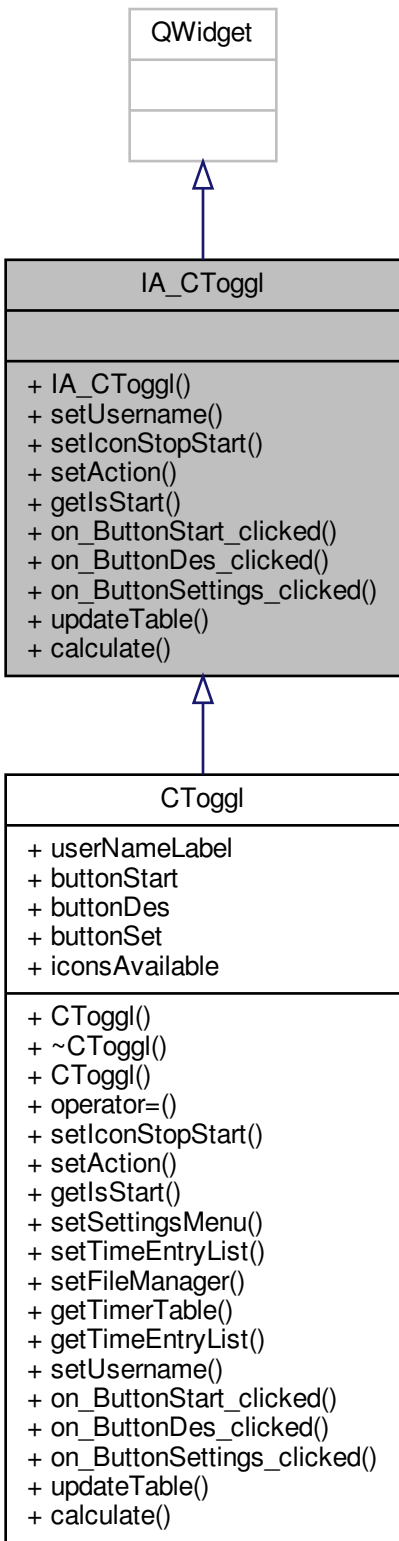 QWidget
IA_CToggl
+ IA_CToggl()
+ setUsername()
+ setIconStopStart()
+ setAction()
+ getIsStart()
+ on_ButtonStart_clicked()
+ on_ButtonDes_clicked()
+ on_ButtonSettings_clicked()
+ updateTable()
+ calculate()
CToggl
+ userNameLabel
+ buttonStart
+ buttonDes
+ buttonSet
+ iconsAvailable
+ CToggl()
+ ~CToggl()
+ CToggl()
+ operator=()
+ setIconStopStart()
+ setAction()
+ getIsStart()
+ setSettingsMenu()
+ setTimeEntryList()
+ setFileManager()
+ getTimerTable()
+ getTimeEntryList()
+ setUsername()
+ on_ButtonStart_clicked()
+ on_ButtonDes_clicked()
+ on_ButtonSettings_clicked()
+ updateTable()
+ calculate()